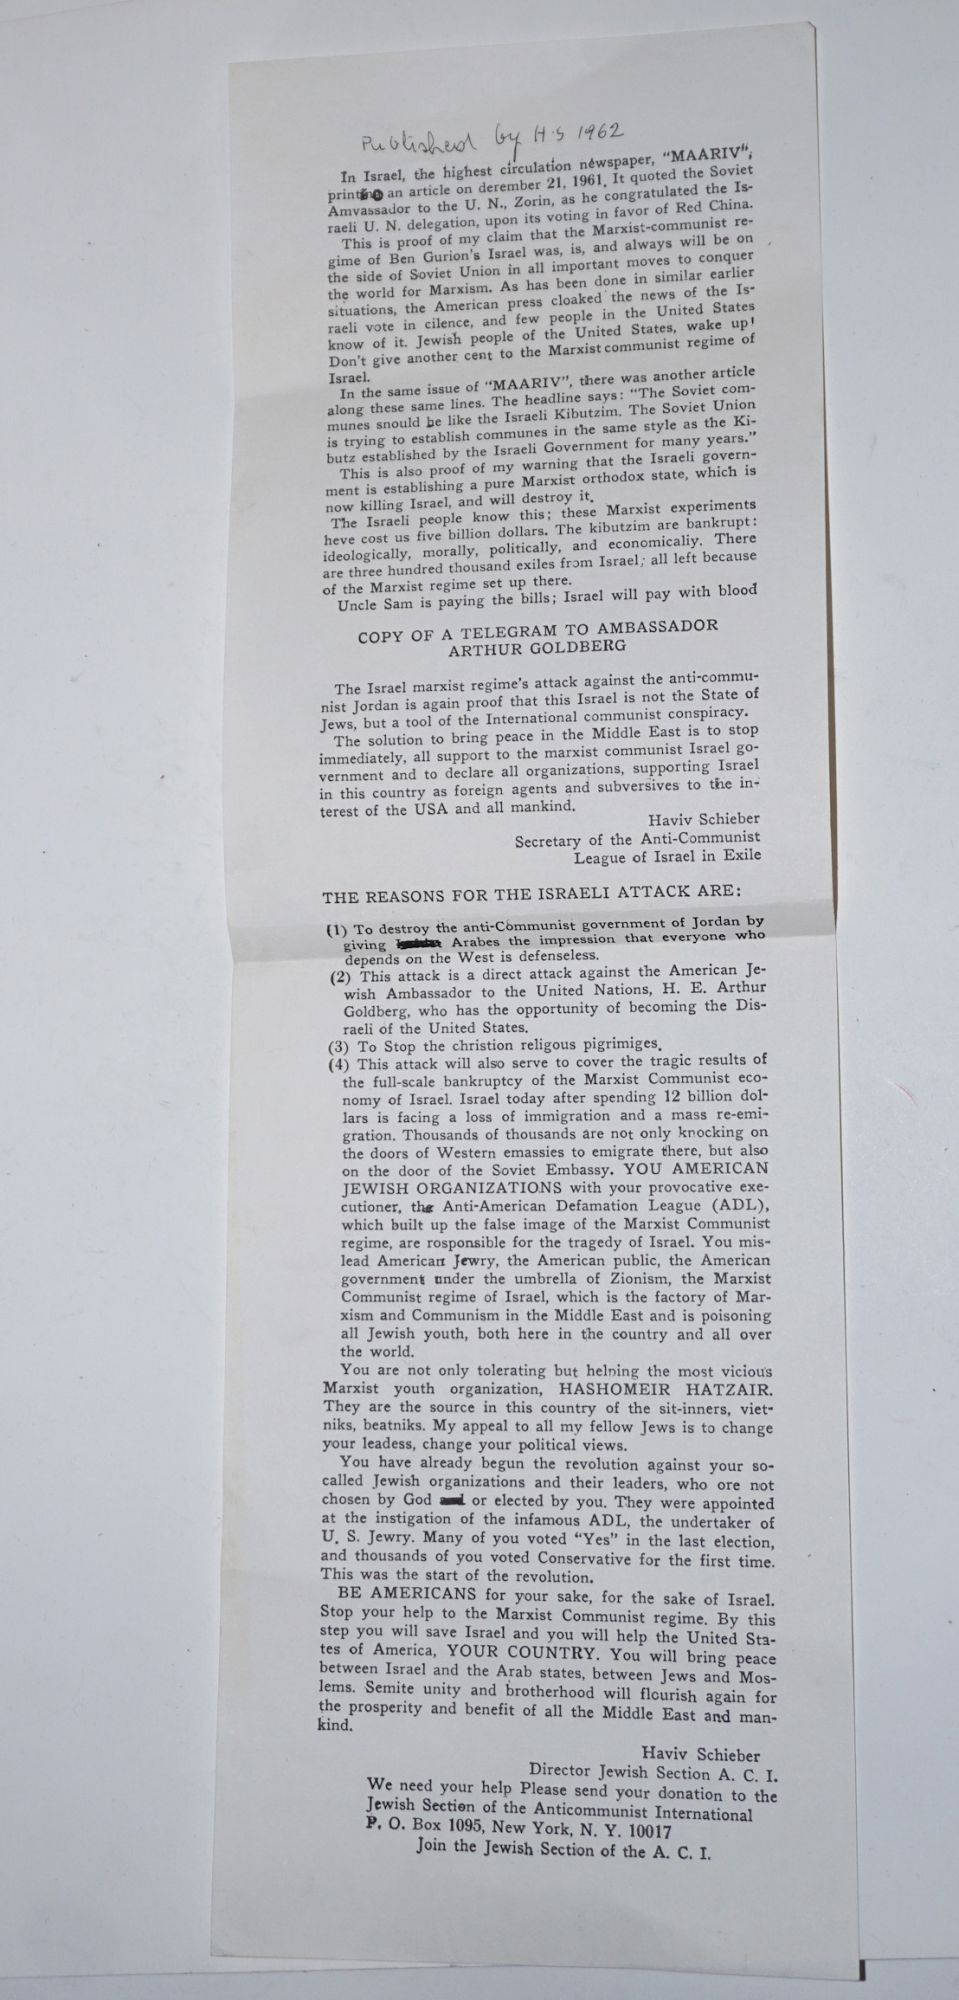 Published by H.S 1962
In Israel, the highest circulation newspaper, “MAARIV”,
printed an article on derember 21, 1961. It quoted the Soviet
Amvassador to the U. N., Zorin, as he congratulated the Is-
raeli U. N. delegation, upon its voting in favor of Red China.
This is proof of my claim that the Marxist-communist re-
gime of Ben Gurion's Israel was, is, and always will be on
the side of Soviet Union in all important moves to conquer
the world for Marxism. As has been done in similar earlier
situations, the American press cloaked the news of the Is-
raeli vote in cilence, and few people in the United States
know of it. Jewish people of the United States, wake up!
Don't give another cent to the Marxist communist regime of
Israel.
In the same issue of “MAARIV”, there was another article
along these same lines. The headline says: “The Soviet com-
munes snould be like the Israeli Kibutzim. The Soviet Union
is trying to establish communes in the same style as the Ki-
butz established by the Israeli Government for many years.”
This is also proof of my warning that the Israeli govern-
ment is establishing a pure Marxist orthodox state, which is
now killing Israel, and will destroy it.
The Israeli people know this; these Marxist experiments
heve cost us five billion dollars. The kibutzim are bankrupt:
ideologically, morally, politically, and economicaliy. There
are three hundred thousand exiles from Israel; all left because
of the Marxist regime set up there.
Uncle Sam is paying the bills; Israel will pay with blood
COPY OF A TELEGRAM TO AMBASSADOR
ARTHUR GOLDBERG
The Israel marxist regime's attack against the anti-commu-
nist Jordan is again proof that this Israel is not the State of
Jews, but a tool of the International communist conspiracy.
The solution to bring peace in the Middle East is to stop
immediately, all support to the marxist communist Israel go-
vernment and to declare all organizations, supporting Israel
in this country as foreign agents and subversives to the in-
terest of the USA and all mankind.
Haviv Schieber
Secretary of the Anti-Communist
League of Israel in Exile
THE REASONS FOR THE ISRAELI ATTACK ARE:
(1) To destroy the anti-Communist government of Jordan by
giving Arabes the impression that everyone who
depends on the West is defenseless.
(2) This attack is a direct attack against the American Je-
wish Ambassador to the United Nations, H. E. Arthur
Goldberg, who has the opportunity of becoming the Dis-
raeli of the United States.
(3) To Stop the christion religous pigrimiges.
(4) This attack will also serve to cover the tragic results of
the full-scale bankruptcy of the Marxist Communist eco-
nomy of Israel. Israel today after spending 12 billion dol-
lars is facing a loss of immigration and a mass re-emi-
gration. Thousands of thousands are not only knocking on
the doors of Western emassies to emigrate there, but also
on the door of the Soviet Embassy. YOU AMERICAN
JEWISH ORGANIZATIONS with your provocative exe-
cutioner, the Anti-American Defamation League (ADL),
which built up the false image of the Marxist Communist
regime, are rosponsible for the tragedy of Israel. You mis-
lead American Jewry, the American public, the American
government under the umbrella of Zionism, the Marxist
Communist regime of Israel, which is the factory of Mar-
xism and Communism in the Middle East and is poisoning
all Jewish youth, both here in the country and all over
the world.
You are not only tolerating but helning the most vicious
Marxist youth organization, HASHOMEIR HATZAIR.
They are the source in this country of the sit-inners, viet-
niks, beatniks. My appeal to all my fellow Jews is to change
your leadess, change your political views.
You have already begun the revolution against your so-
called Jewish organizations and their leaders, who ore not
chosen by God or elected by you. They were appointed
at the instigation of the infamous ADL, the undertaker of
U. S. Jewry. Many of you voted “Yes” in the last election,
and thousands of you voted Conservative for the first time.
This was the start of the revolution.
BE AMERICANS for your sake, for the sake of Israel.
Stop your help to the Marxist Communist regime. By this
step you will save Israel and you will help the United Sta-
tes of America, YOUR COUNTRY. You will bring peace
between Israel and the Arab states, between Jews and Mos-
lems. Semite unity and brotherhood will flourish again for
the prosperity and benefit of all the Middle East and man-
kind.
Haviv Schieber
Director Jewish Section A. C. I.
We need your help Please send your donation to the
Jewish Section of the Anticommunist International
P. O. Box 1095, New York, N. Y. 10017
Join the Jewish Section of the A. C. I.